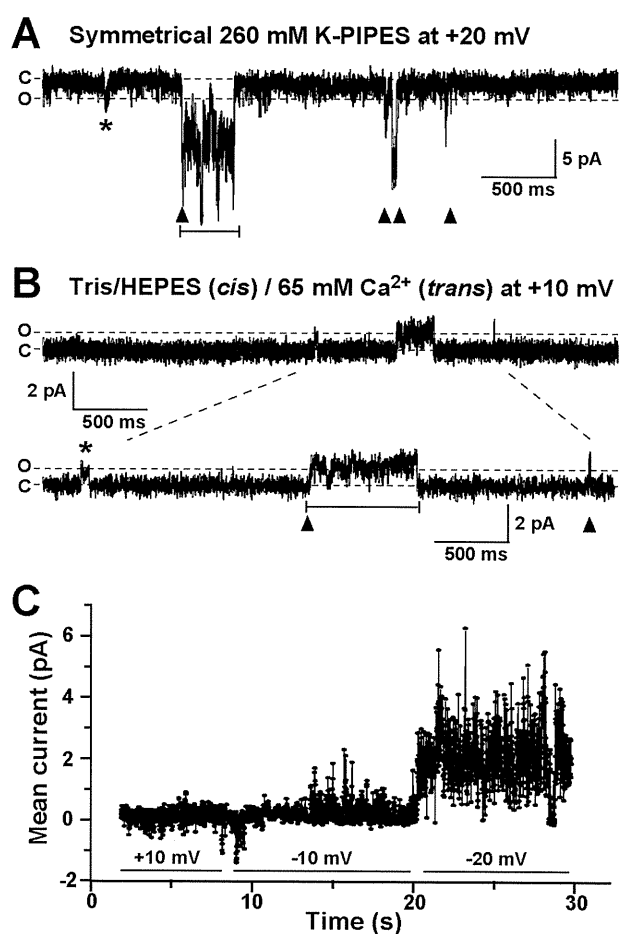 A Symmetrical 260 mM K-PIPES at +20 mV
C
O
*
5 pA
500 ms
B Tris/HEPES (cis) / 65 mM Ca²⁺ (trans) at +10 mV
O
C
2 pA
500 ms
*
O
C
2 pA
500 ms
C
Mean current (pA)
6
4
2
0
-2
+10 mV -10 mV -20 mV
0 10 20 30
Time (s)